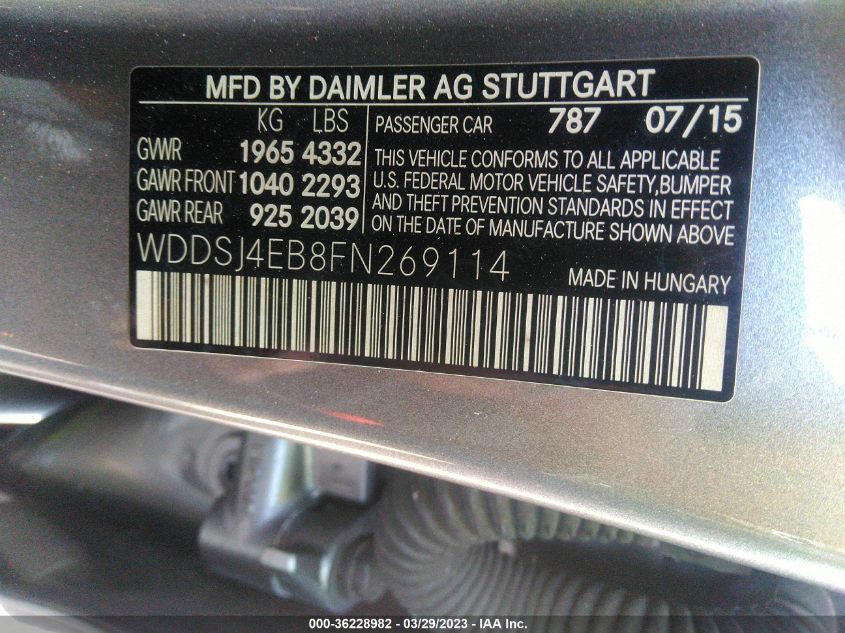 MFD BY DAIMLER AG STUTTGART
KG LBS
GVWR 1965 4332
GAWR FRONT 1040 2293
GAWR REAR 925 2039
PASSENGER CAR 787 07/15
THIS VEHICLE CONFORMS TO ALL APPLICABLE
U.S. FEDERAL MOTOR VEHICLE SAFETY,BUMPER
AND THEFT PREVENTION STANDARDS IN EFFECT
ON THE DATE OF MANUFACTURE SHOWN ABOVE
WDDSJ4EB8FN269114
MADE IN HUNGARY
000-36228982 - 03/29/2023 - IAA Inc.